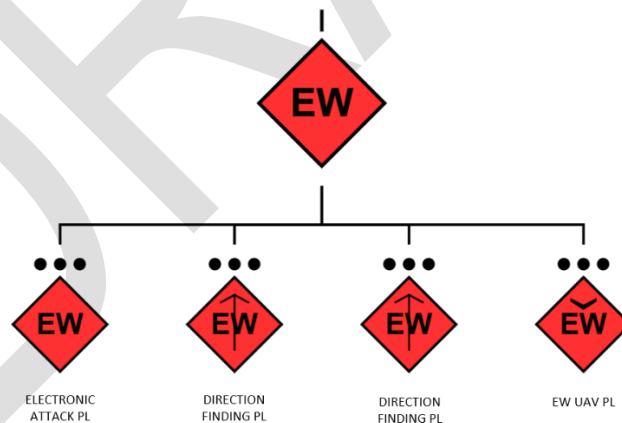 EW
EW
EW
EW
EW
ELECTRONIC
ATTACK PL
DIRECTION
FINDING PL
DIRECTION
FINDING PL
EW UAV PL